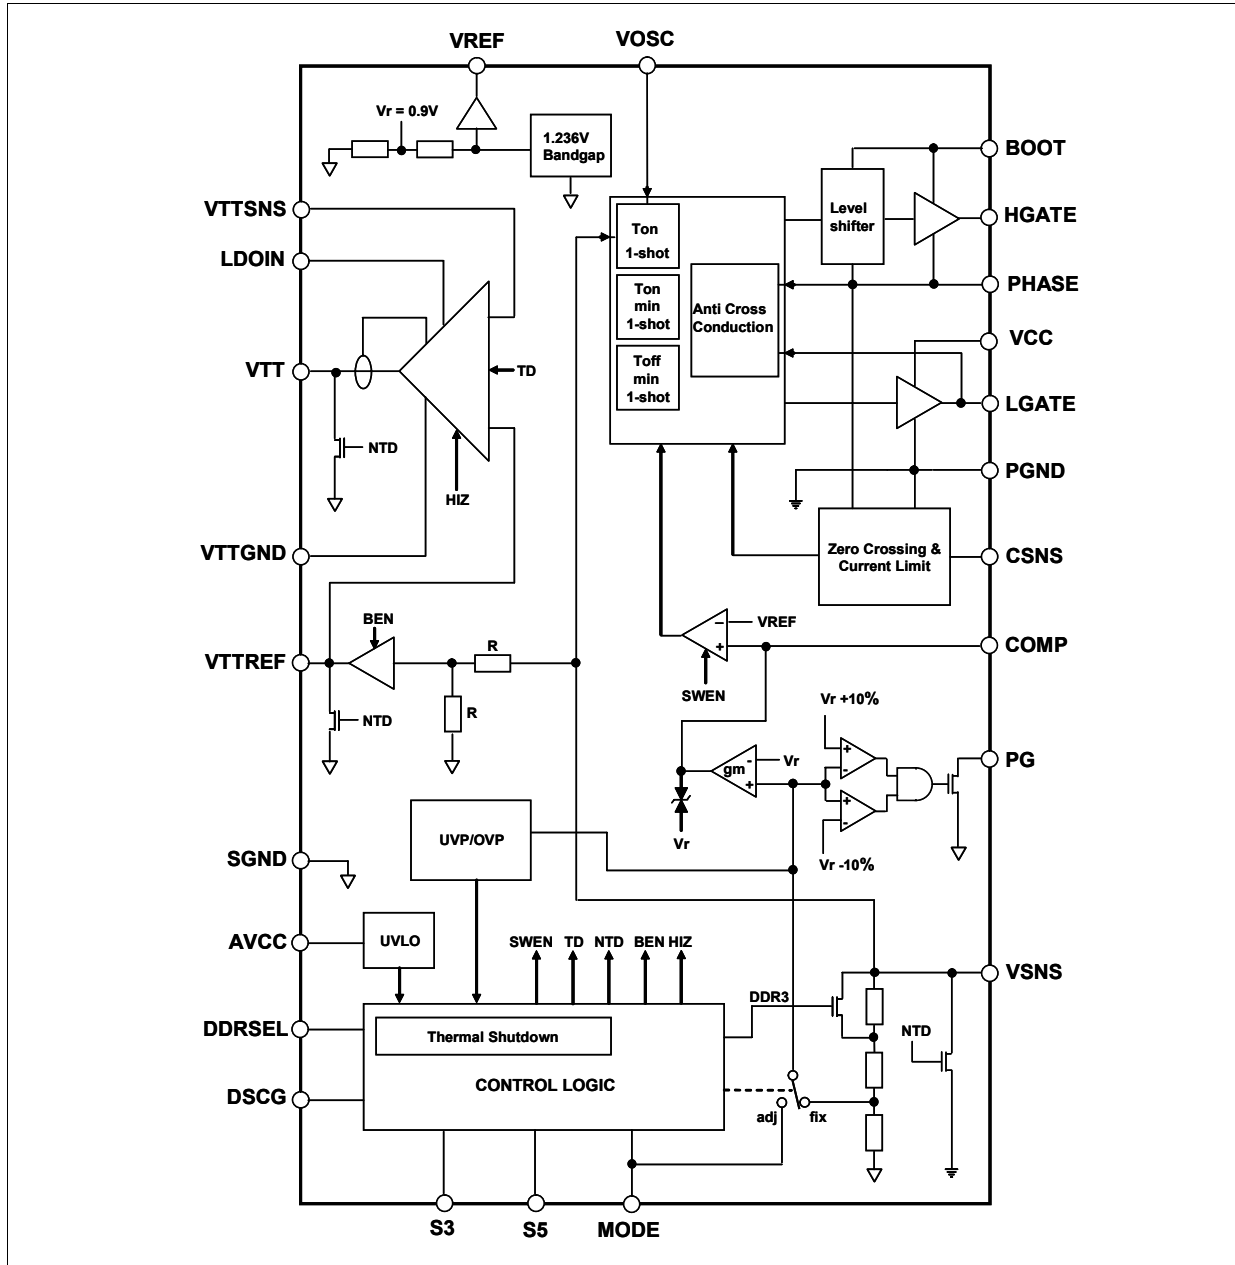 VREF
VOSC
Vr = 0.9V
1.236V
Bandgap
BOOT
VTTSNS
Level
shifter
HGATE
Ton
1-shot
LDOIN
PHASE
Ton
min
1-shot
Anti Cross
Conduction
VCC
VTT
TD
Toff
min
1-shot
LGATE
NTD
PGND
HIZ
VTTGND
Zero Crossing &
Current Limit
CSNS
BEN
−
VREF
+
COMP
VTTREF
R
SWEN
NTD
R
Vr +10%
+
-
gm
-
+
Vr
PG
+
-
Vr
Vr -10%
UVP/OVP
SGND
AVCC
UVLO
SWEN
TD
NTD
BEN
HIZ
VSNS
DDR3
DDRSEL
Thermal Shutdown
NTD
CONTROL LOGIC
DSCG
adj
fix
S3
S5
MODE